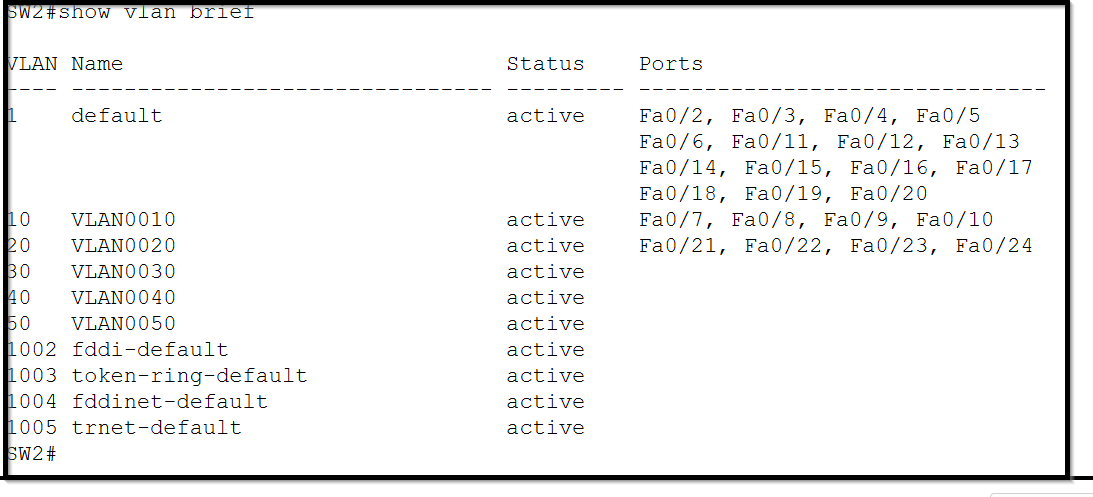 SW2#show vlan brief
VLAN Name Status Ports
---- -------------------------------- --------- -------------------------------
1 default active Fa0/2, Fa0/3, Fa0/4, Fa0/5
Fa0/6, Fa0/11, Fa0/12, Fa0/13
Fa0/14, Fa0/15, Fa0/16, Fa0/17
Fa0/18, Fa0/19, Fa0/20
10 VLAN0010 active Fa0/7, Fa0/8, Fa0/9, Fa0/10
20 VLAN0020 active Fa0/21, Fa0/22, Fa0/23, Fa0/24
30 VLAN0030 active
40 VLAN0040 active
50 VLAN0050 active
1002 fddi-default active
1003 token-ring-default active
1004 fddinet-default active
1005 trnet-default active
SW2#